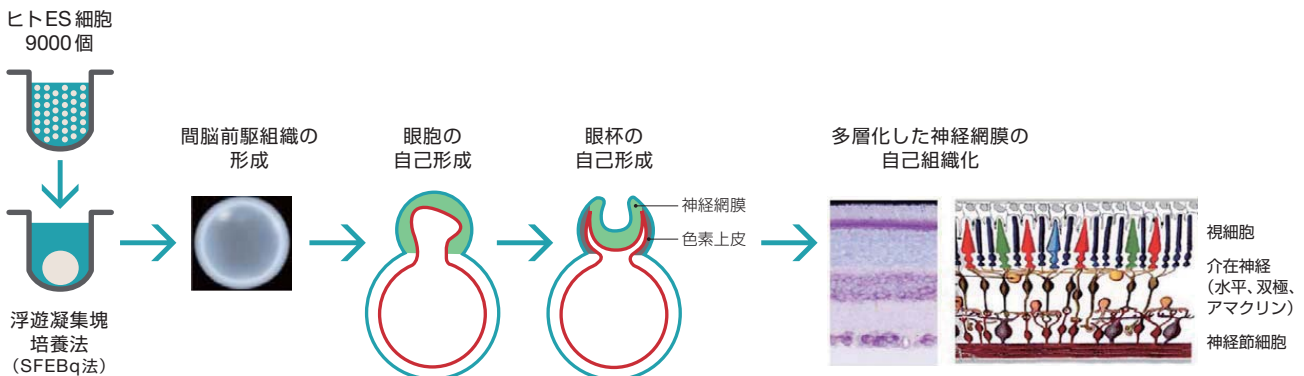 ヒトES細胞
9000個
浮遊凝集塊
培養法
（SFEBq法）
間脳前駆組織の
形成
眼胞の
自己形成
眼杯の
自己形成
神経網膜
色素上皮
多層化した神経網膜の
自己組織化
視細胞
介在神経
（水平、双極、
アマクリン）
神経節細胞